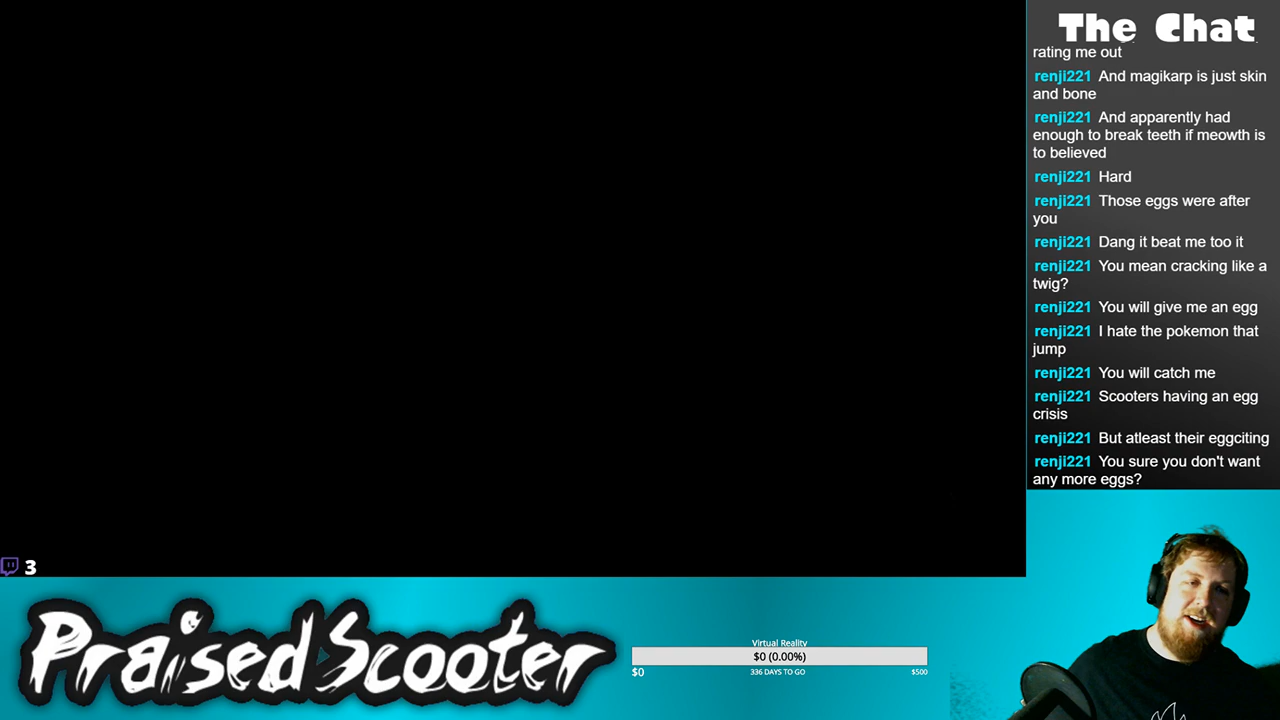 The Chat
rating me out
renji221 And magikarp is just skin
and bone
renji221 And apparently had
enough to break teeth if meowth is
to believed
renji221 Hard
renji221 Those eggs were after
you
renji221 Dang it beat me too it
renji221 You mean cracking like a
twig?
renji221 You will give me an egg
renji221 I hate the pokemon that
jump
renji221 You will catch me
renji221 Scooters having an egg
crisis
renji221 But atleast their eggciting
renji221 You sure you don't want
any more eggs?
3
PraisedScooter
Virtual Reality
$0 (0.00%)
$0
336 DAYS TO GO
$500